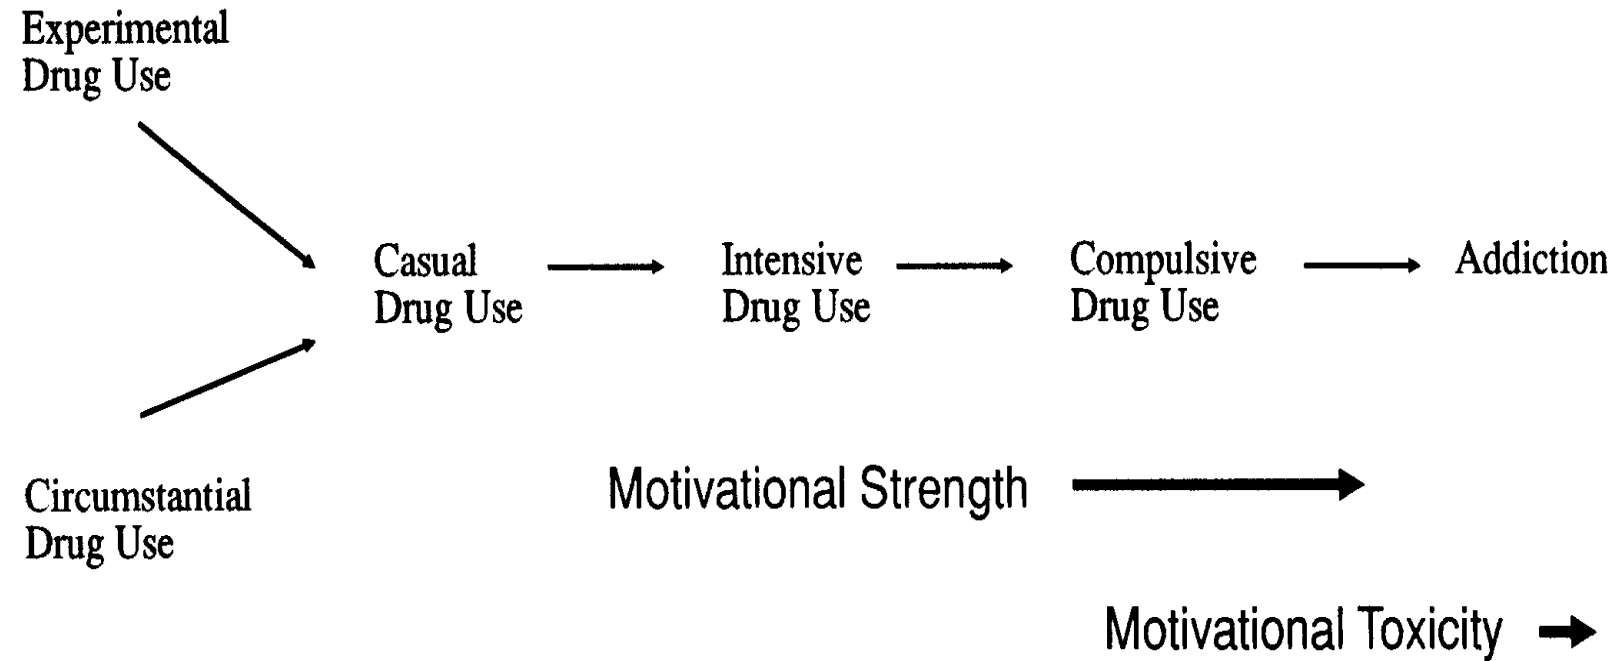 Experimental
Drug Use
Casual
Drug Use
Intensive
Drug Use
Compulsive
Drug Use
Addiction
Circumstantial
Drug Use
Motivational Strength
Motivational Toxicity